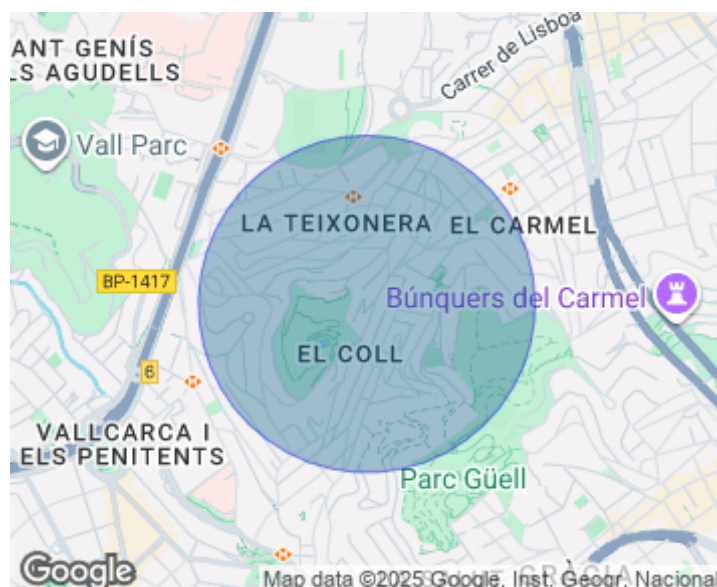 ANT GENÍS
LS AGUDELLS
Carrer de Lisboa
Vall Parc
LA TEIXONERA
EL CARMEL
BP-1417
Búnquers del Carmel
EL COLL
6
VALLCARCA I
ELS PENITENTS
Parc Güell
GRÀCIA
Google
Map data ©2025 Google, Inst. Geogr. Nacional